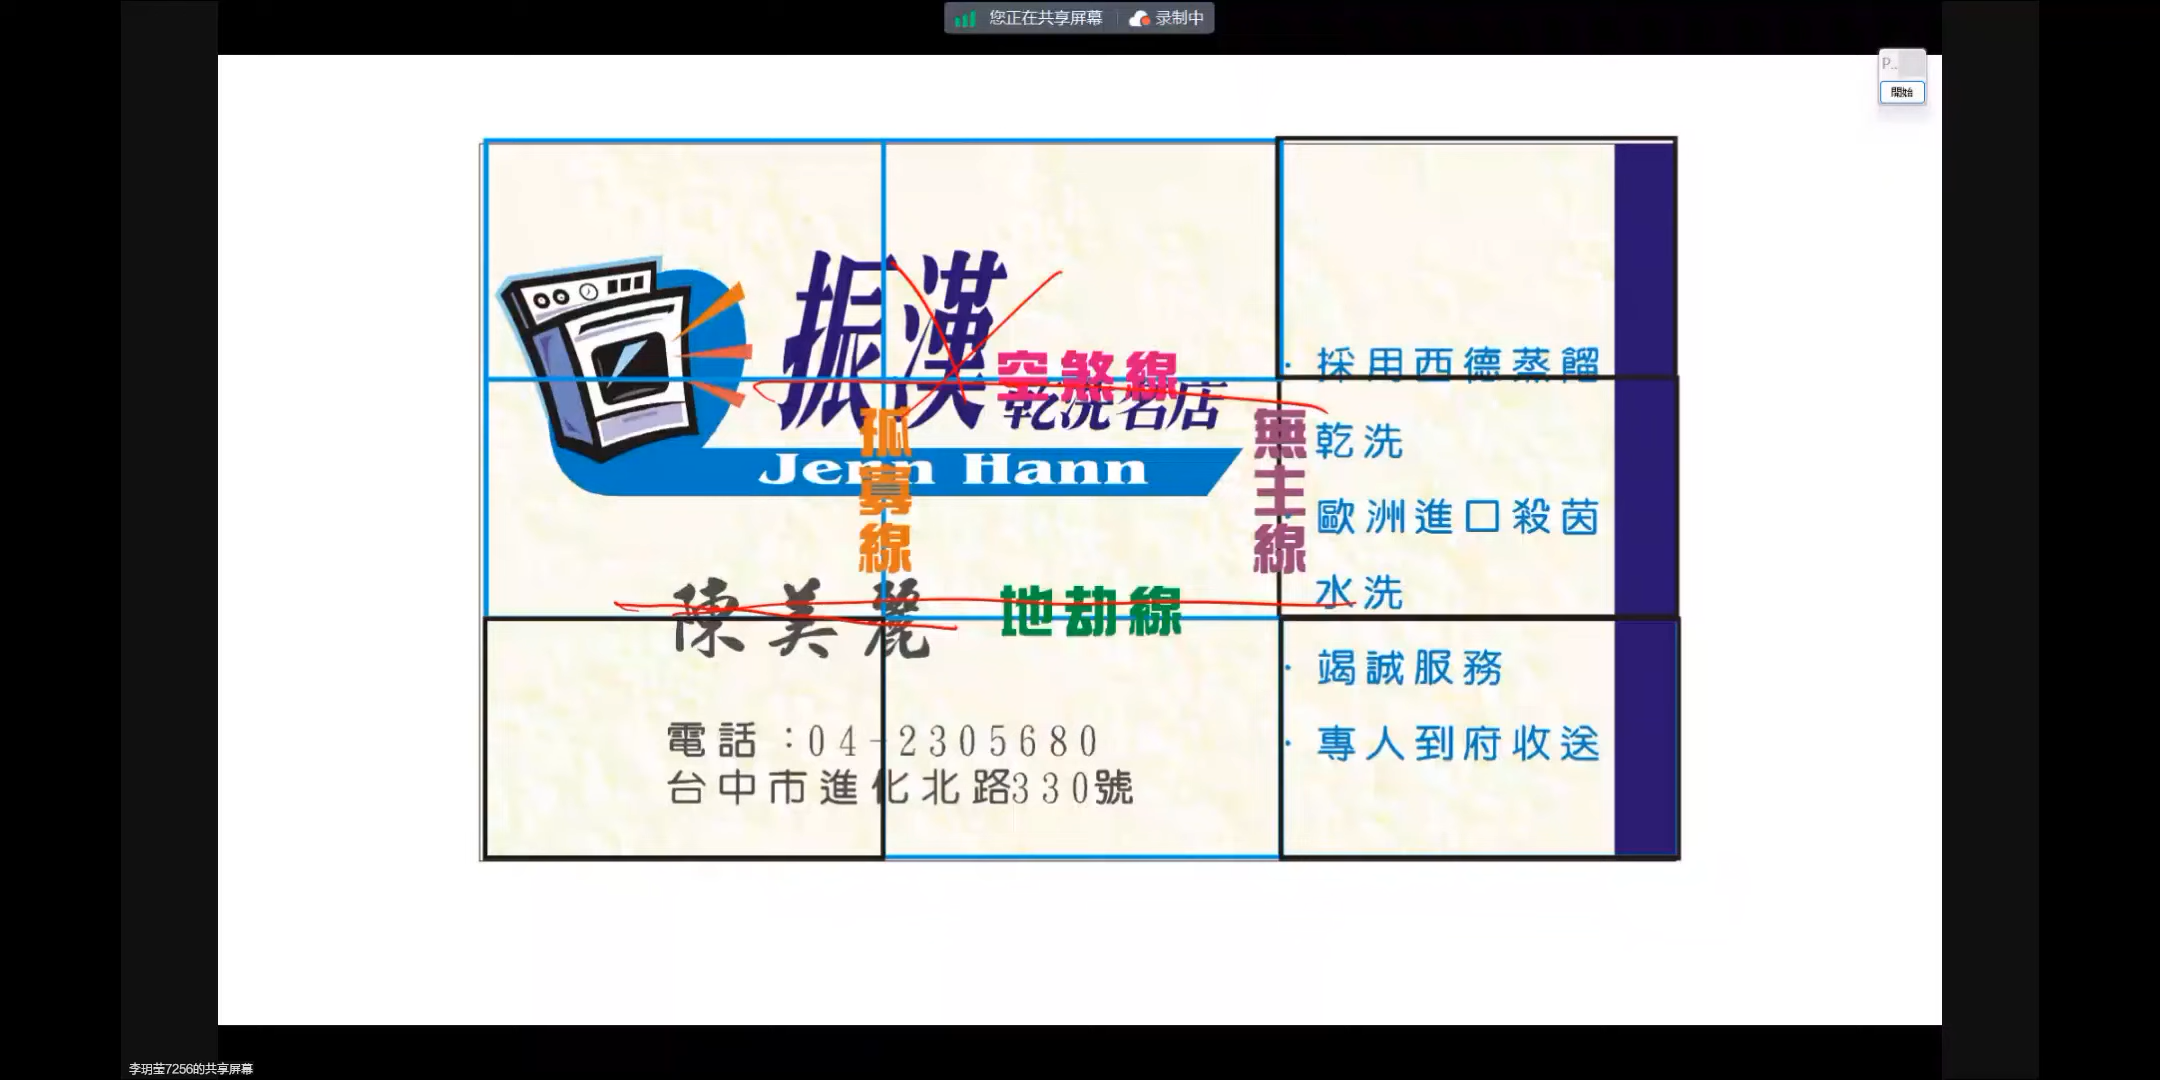 您正在共享屏幕
录制中
P...
開始
振漢
乾洗名店
空煞線
Jenn Hann
孤寡線
無主線
地劫線
陳美麗
電話：04-2305680
台中市進化北路330號
·採用西德蒸餾
乾洗
·歐洲進口殺茵
水洗
·竭誠服務
·專人到府收送
李玥莹7256的共享屏幕